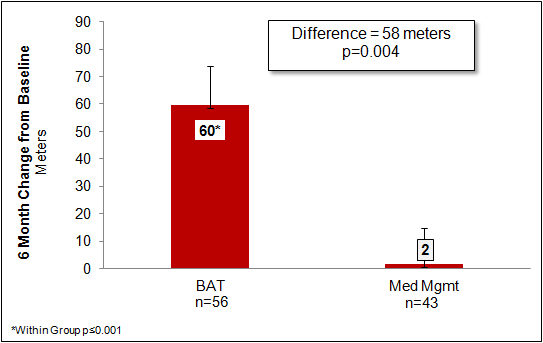 Difference = 58 meters
p=0.004
6 Month Change from Baseline
Meters
90
80
70
60
50
40
30
20
10
0
60*
2
BAT
n=56
Med Mgmt
n=43
*Within Group p≤0.001